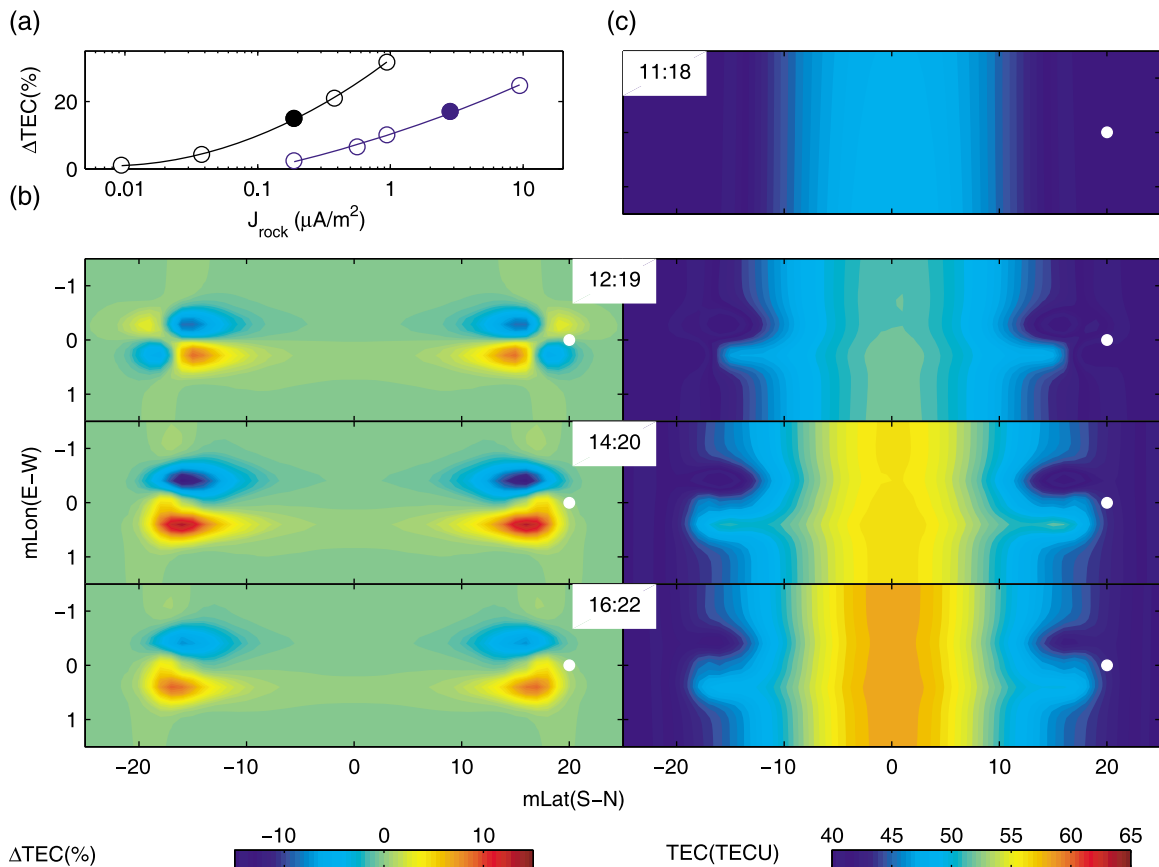 (a)
ΔTEC(%)
20
0
0.01 0.1 1 10
J_rock (μA/m²)
(c)
11:18
(b)
mLon(E−W)
−1
0
1
12:19
−1
0
1
14:20
−1
0
1
16:22
−20 −10 0 10 20
−20 −10 0 10 20
mLat(S−N)
ΔTEC(%)
−10 0 10
TEC(TECU)
40 45 50 55 60 65